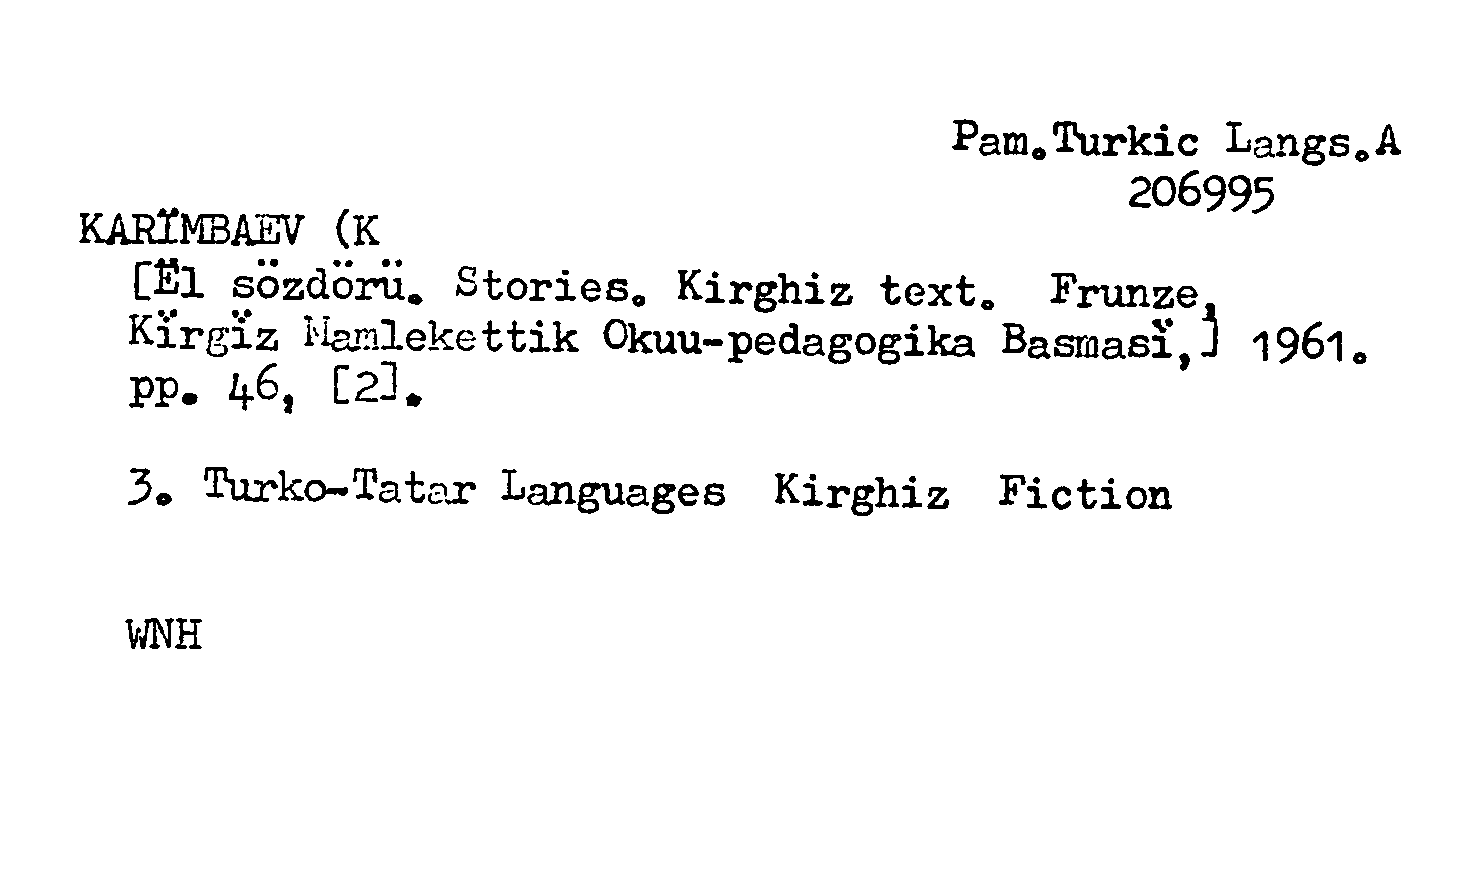 Pam.Turkic Langs.A
206995
KARÏMBAEV (K
[Ël sözdörü. Stories. Kirghiz text. Frunze,
Kïrgïz Mamlekettik Okuu-pedagogika Basmasï,] 1961.
pp. 46, [2].
3. Turko-Tatar Languages Kirghiz Fiction
WNH